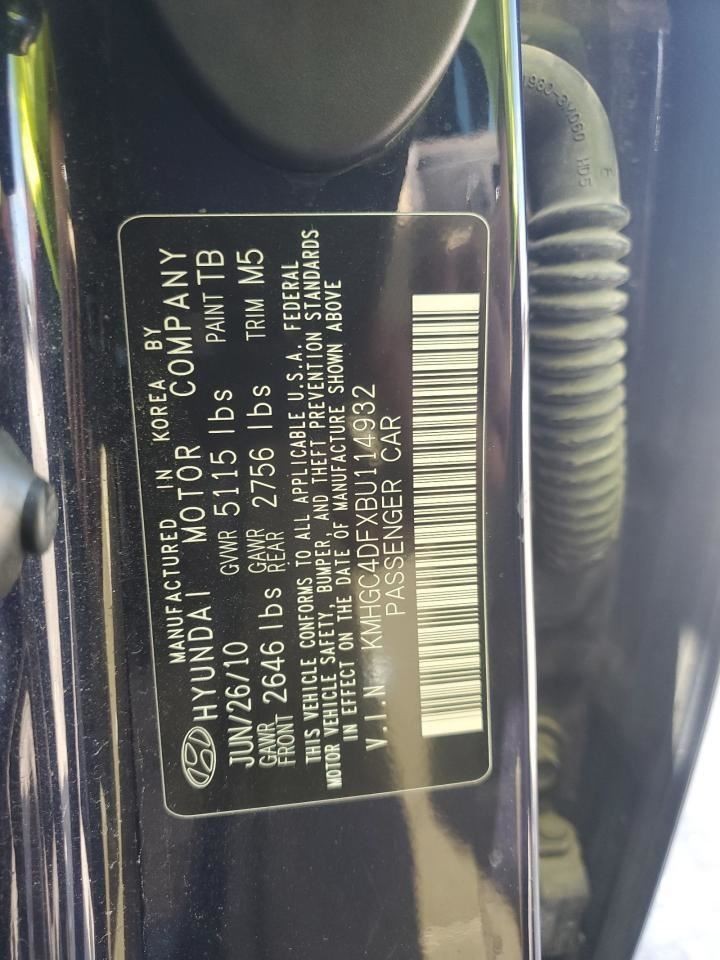 MANUFACTURED IN KOREA BY
HYUNDAI MOTOR COMPANY
JUN/26/10 GVWR 5115 lbs PAINT TB
GAWR FRONT 2646 lbs GAWR REAR 2756 lbs TRIM M5
THIS VEHICLE CONFORMS TO ALL APPLICABLE U.S.A. FEDERAL
MOTOR VEHICLE SAFETY, BUMPER, AND THEFT PREVENTION STANDARDS
IN EFFECT ON THE DATE OF MANUFACTURE SHOWN ABOVE
V.I.N KMHGC4DFXBU114932
PASSENGER CAR
HD5
E